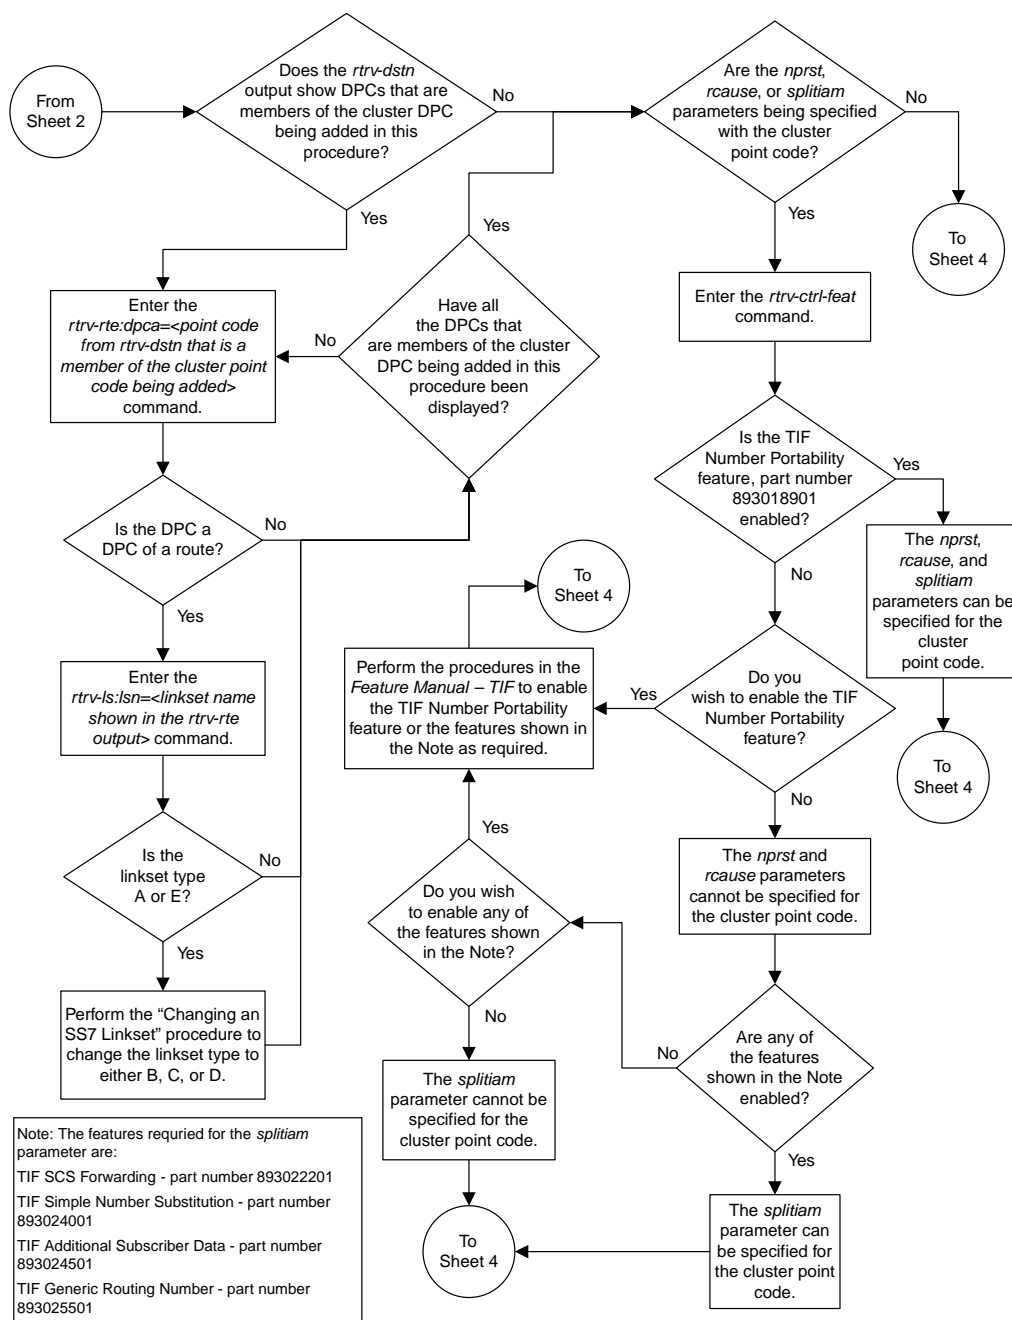 From
Sheet 2
Does the rtrv-dstn
output show DPCs that are
members of the cluster DPC
being added in this
procedure?
No
Yes
Are the nprst,
rcause, or splitiam
parameters being specified
with the cluster
point code?
No
Yes
To
Sheet 4
Enter the
rtrv-rte:dpca=<point code
from rtrv-dstn that is a
member of the cluster point
code being added>
command.
Have all
the DPCs that
are members of the cluster
DPC being added in this
procedure been
displayed?
Yes
No
Enter the rtrv-ctrl-feat
command.
Is the TIF
Number Portability
feature, part number
893018901
enabled?
Yes
No
Is the DPC a
DPC of a route?
No
Yes
The nprst,
rcause, and
splitiam
parameters can be
specified for the
cluster
point code.
To
Sheet 4
To
Sheet 4
Enter the
rtrv-ls:lsn=<linkset name
shown in the rtrv-rte
output> command.
Perform the procedures in the
Feature Manual – TIF to enable
the TIF Number Portability
feature or the features shown in
the Note as required.
Yes
Do you
wish to enable the TIF
Number Portability
feature?
No
Is the
linkset type
A or E?
No
Yes
Yes
Do you wish
to enable any of
the features shown
in the Note?
No
The nprst and
rcause parameters
cannot be specified for
the cluster point code.
Perform the “Changing an
SS7 Linkset” procedure to
change the linkset type to
either B, C, or D.
Are any of
the features
shown in the Note
enabled?
No
Yes
The splitiam
parameter cannot be
specified for the
cluster point code.
The splitiam
parameter can
be specified for
the cluster point
code.
To
Sheet 4
Note: The features requried for the splitiam
parameter are:
TIF SCS Forwarding - part number 893022201
TIF Simple Number Substitution - part number
893024001
TIF Additional Subscriber Data - part number
893024501
TIF Generic Routing Number - part number
893025501